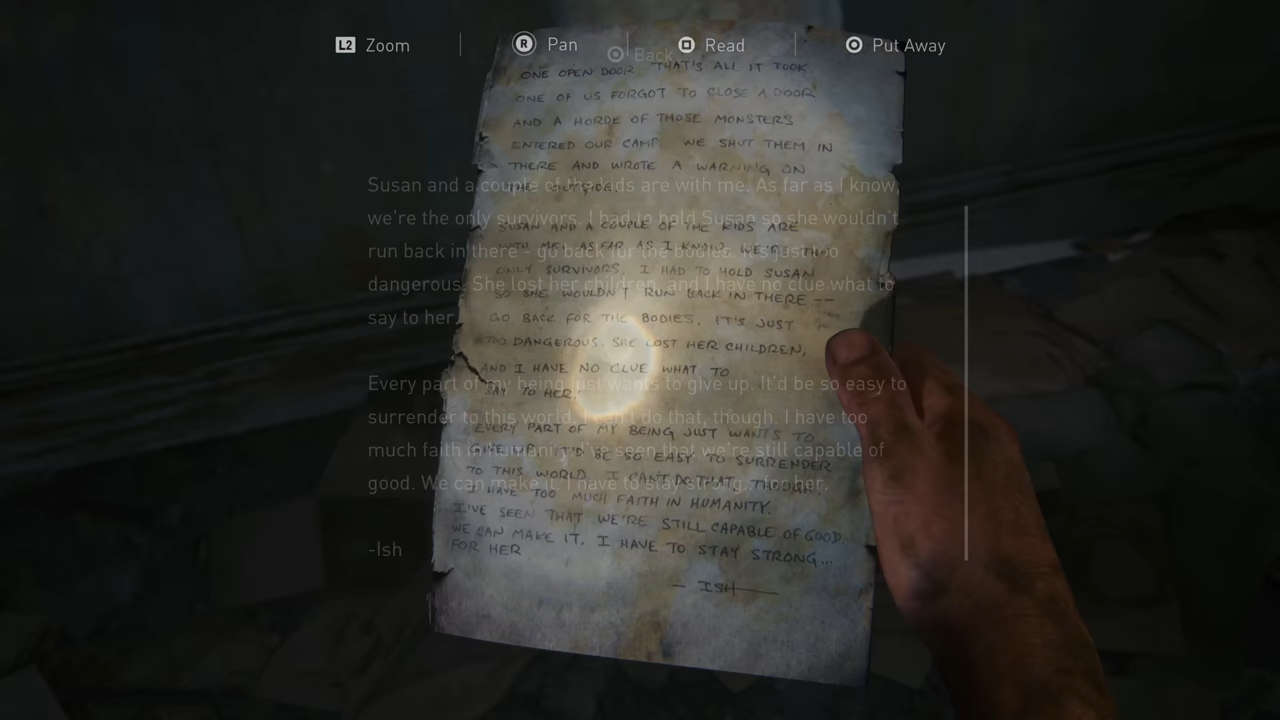 L2 Zoom R Pan Read Put Away
Back
ONE OPEN DOOR THAT'S ALL IT TOOK
ONE OF US FORGOT TO CLOSE A DOOR
AND A HORDE OF THOSE MONSTERS
ENTERED OUR CAMP. WE SHUT THEM IN
THERE AND WROTE A WARNING ON
THE OUTSIDE.
SUSAN AND A COUPLE OF THE KIDS ARE
WITH ME. AS FAR AS I KNOW, WE'RE THE
ONLY SURVIVORS. I HAD TO HOLD SUSAN
SO SHE WOULDN'T RUN BACK IN THERE --
GO BACK FOR THE BODIES. IT'S JUST
TOO DANGEROUS. SHE LOST HER CHILDREN,
AND I HAVE NO CLUE WHAT TO
SAY TO HER.
EVERY PART OF MY BEING JUST WANTS TO
GIVE UP. IT'D BE SO EASY TO SURRENDER
TO THIS WORLD. I CAN'T DO THAT, THOUGH.
I HAVE TOO MUCH FAITH IN HUMANITY.
I'VE SEEN THAT WE'RE STILL CAPABLE OF GOOD.
WE CAN MAKE IT. I HAVE TO STAY STRONG...
FOR HER
- ISH
Susan and a couple of the kids are with me. As far as I know,
we're the only survivors. I had to hold Susan so she wouldn't
run back in there - go back for the bodies. It's just too
dangerous. She lost her children, and I have no clue what to
say to her.
Every part of my being just wants to give up. It'd be so easy to
surrender to this world. I can't do that, though. I have too
much faith in humanity. I've seen that we're still capable of
good. We can make it. I have to stay strong. For her.
-Ish